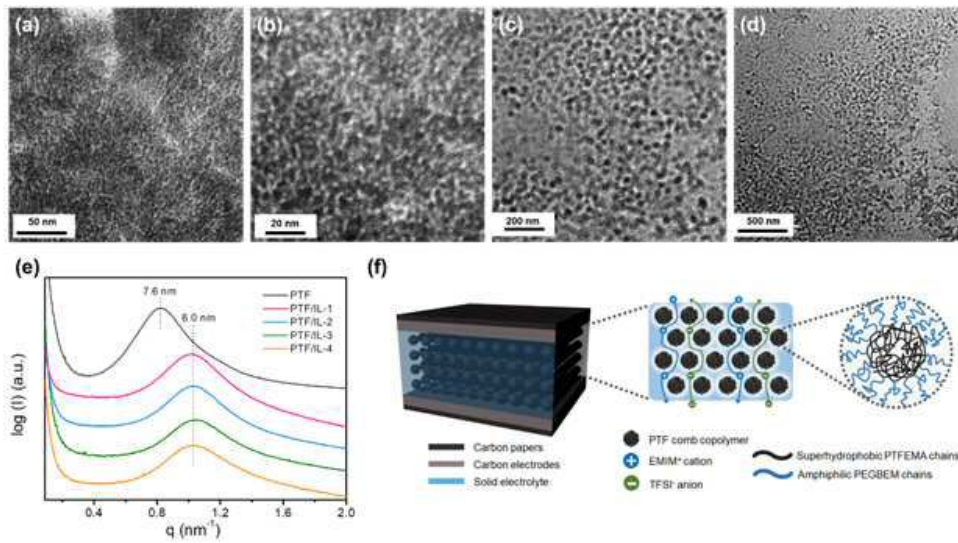 (a)
(b)
(c)
(d)
50 nm
20 nm
200 nm
500 nm
(e)
7.6 nm
6.0 nm
PTF
PTF/IL-1
PTF/IL-2
PTF/IL-3
PTF/IL-4
log (I) (a.u.)
0.4
0.8
1.2
1.6
2.0
q (nm⁻¹)
(f)
Carbon papers
Carbon electrodes
Solid electrolyte
PTF comb copolymer
+ EMIM⁺ cation
− TFSI⁻ anion
Superhydrophobic PTFEMA chains
Amphiphilic PEGBEM chains